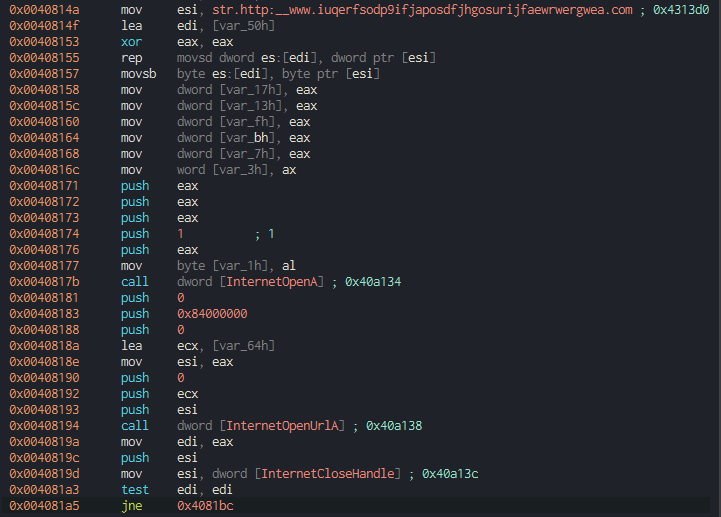 0x0040814a mov esi, str.http:__www.iuqerfsodp9ifjaposdfjhgosurijfaewrwergwea.com ; 0x4313d0
0x0040814f lea edi, [var_50h]
0x00408153 xor eax, eax
0x00408155 rep movsd dword es:[edi], dword ptr [esi]
0x00408157 movsb byte es:[edi], byte ptr [esi]
0x00408158 mov dword [var_17h], eax
0x0040815c mov dword [var_13h], eax
0x00408160 mov dword [var_fh], eax
0x00408164 mov dword [var_bh], eax
0x00408168 mov dword [var_7h], eax
0x0040816c mov word [var_3h], ax
0x00408171 push eax
0x00408172 push eax
0x00408173 push eax
0x00408174 push 1 ; 1
0x00408176 push eax
0x00408177 mov byte [var_1h], al
0x0040817b call dword [InternetOpenA] ; 0x40a134
0x00408181 push 0
0x00408183 push 0x84000000
0x00408188 push 0
0x0040818a lea ecx, [var_64h]
0x0040818e mov esi, eax
0x00408190 push 0
0x00408192 push ecx
0x00408193 push esi
0x00408194 call dword [InternetOpenUrlA] ; 0x40a138
0x0040819a mov edi, eax
0x0040819c push esi
0x0040819d mov esi, dword [InternetCloseHandle] ; 0x40a13c
0x004081a3 test edi, edi
0x004081a5 jne 0x4081bc